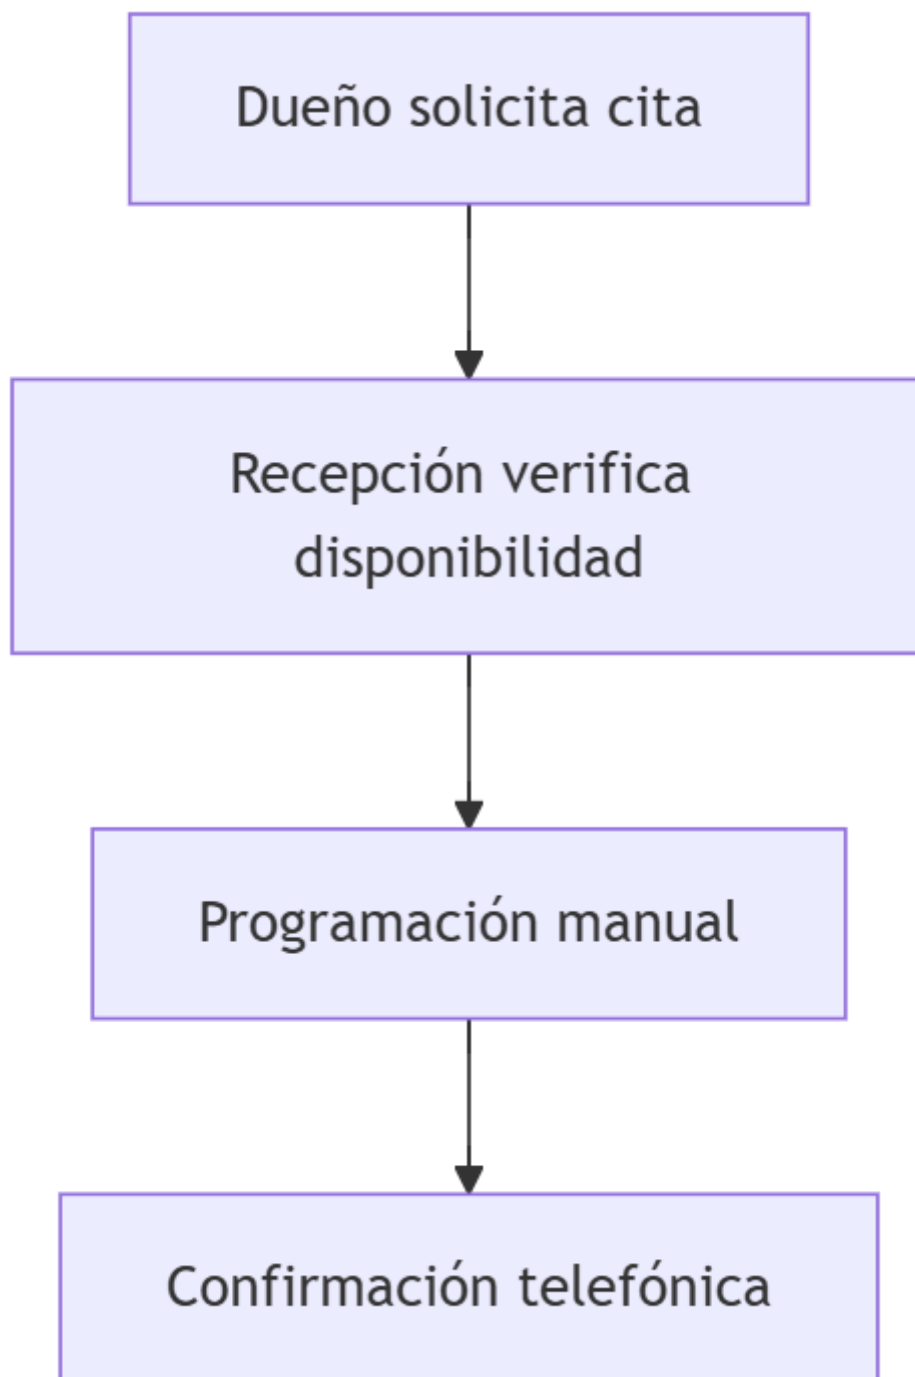 Dueño solicita cita
Recepción verifica
disponibilidad
Programación manual
Confirmación telefónica